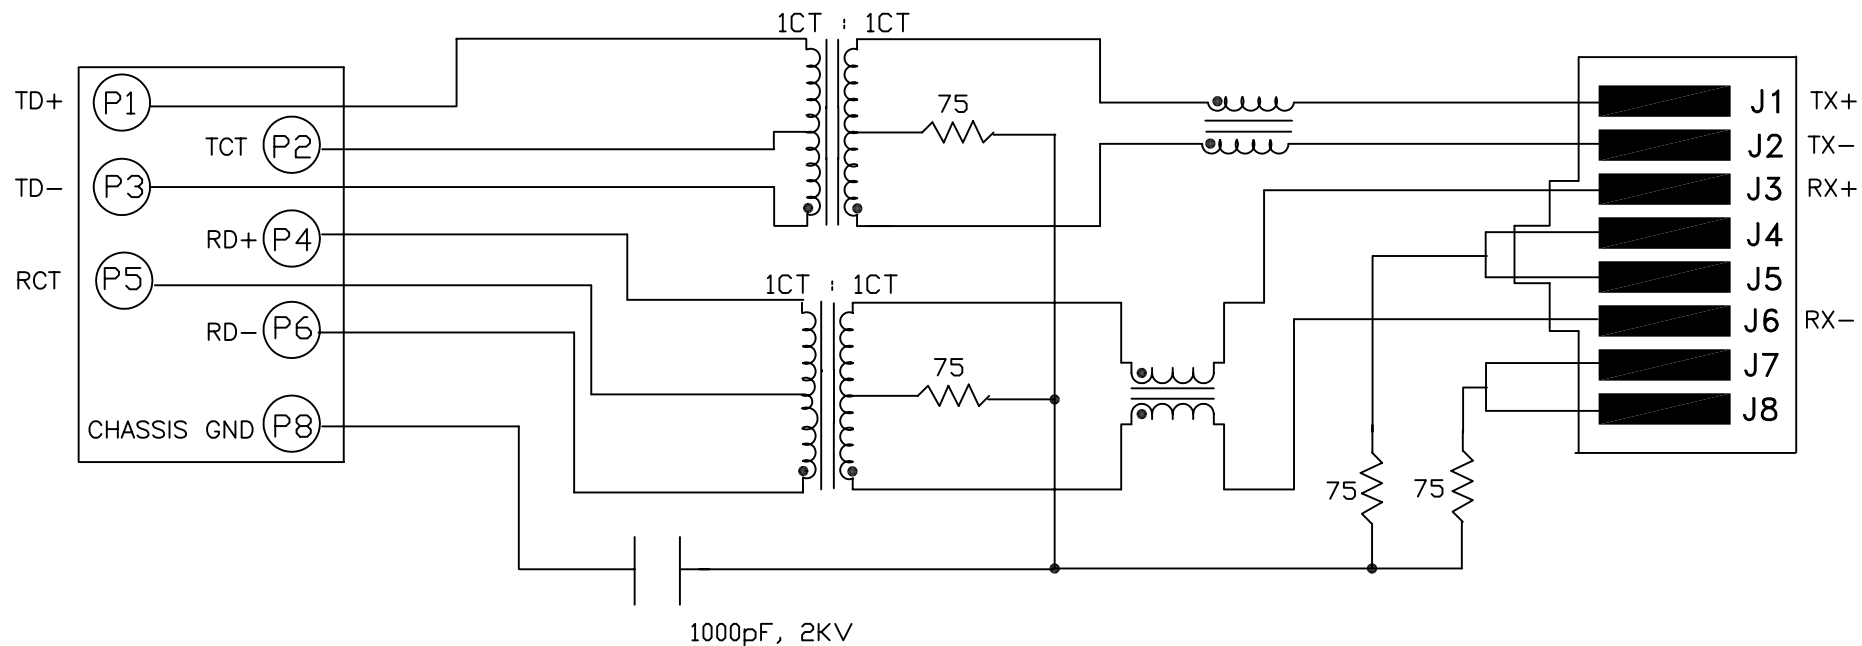 1CT : 1CT
TD+ P1
75
J1 TX+
TCT P2
J2 TX-
TD- P3
J3 RX+
RD+ P4
J4
RCT P5
1CT : 1CT
J5
RD- P6
J6 RX-
75
J7
CHASSIS GND P8
J8
75
75
1000pF, 2KV